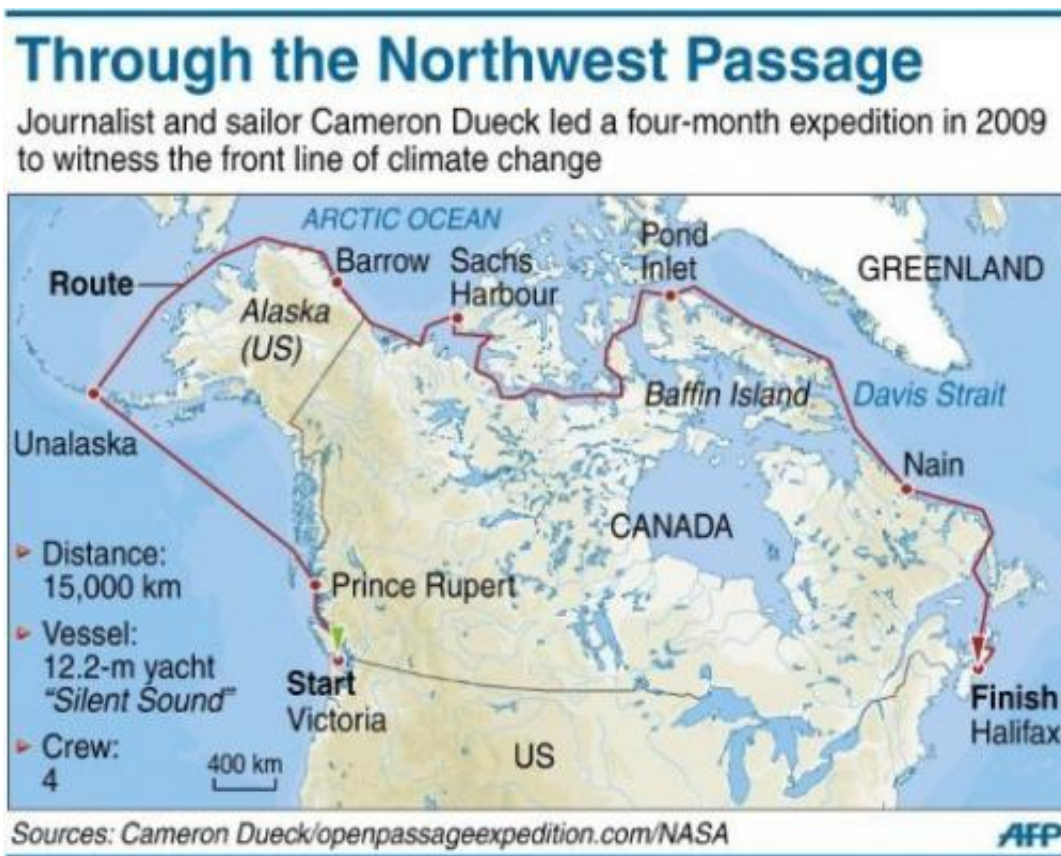 Through the Northwest Passage
Journalist and sailor Cameron Dueck led a four-month expedition in 2009
to witness the front line of climate change
ARCTIC OCEAN
Pond
Inlet
Barrow
Sachs
Harbour
GREENLAND
Route
Alaska
(US)
Baffin Island
Davis Strait
Unalaska
Nain
CANADA
Distance:
15,000 km
Prince Rupert
Vessel:
12.2-m yacht
"Silent Sound"
Start
Victoria
Finish
Halifax
Crew:
4
400 km
US
Sources: Cameron Dueck/openpassageexpedition.com/NASA
AFP